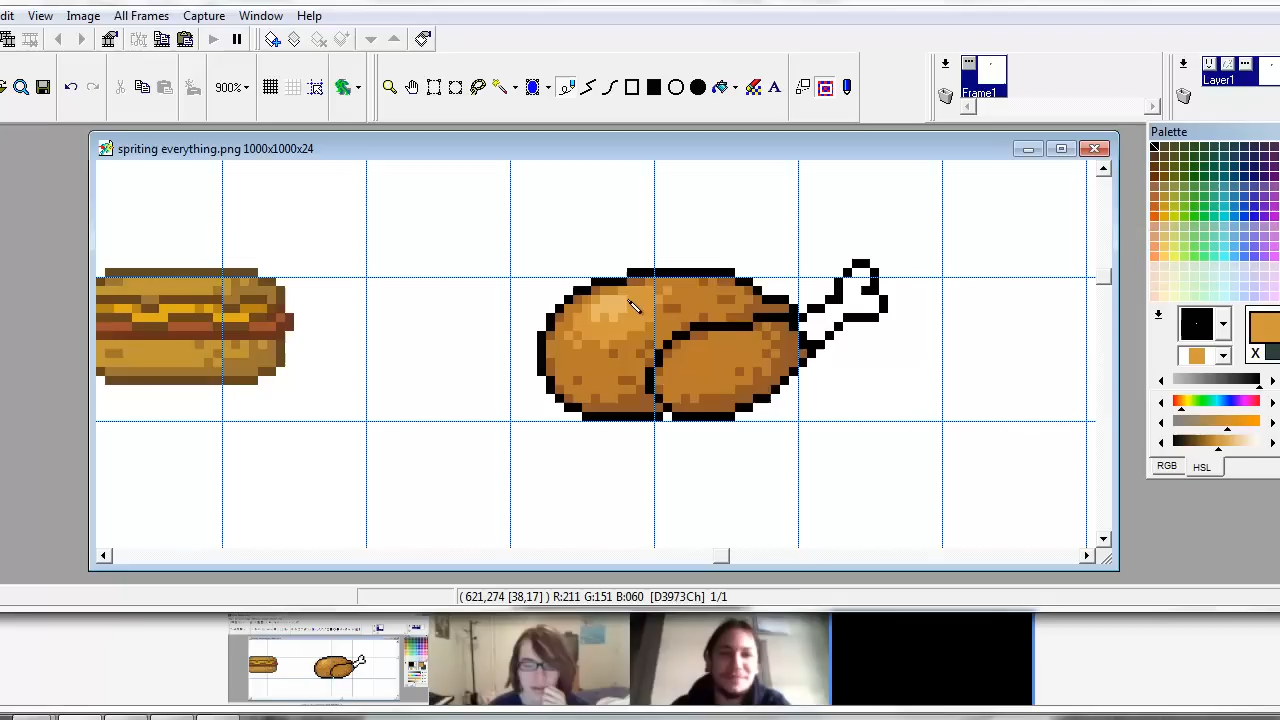 dit View Image All Frames Capture Window Help
900%
A
Frame1
Layer1
spriting everything.png 1000x1000x24
Palette
X
RGB HSL
( 621,274 [38,17] ) R:211 G:151 B:060 [D3973Ch] 1/1